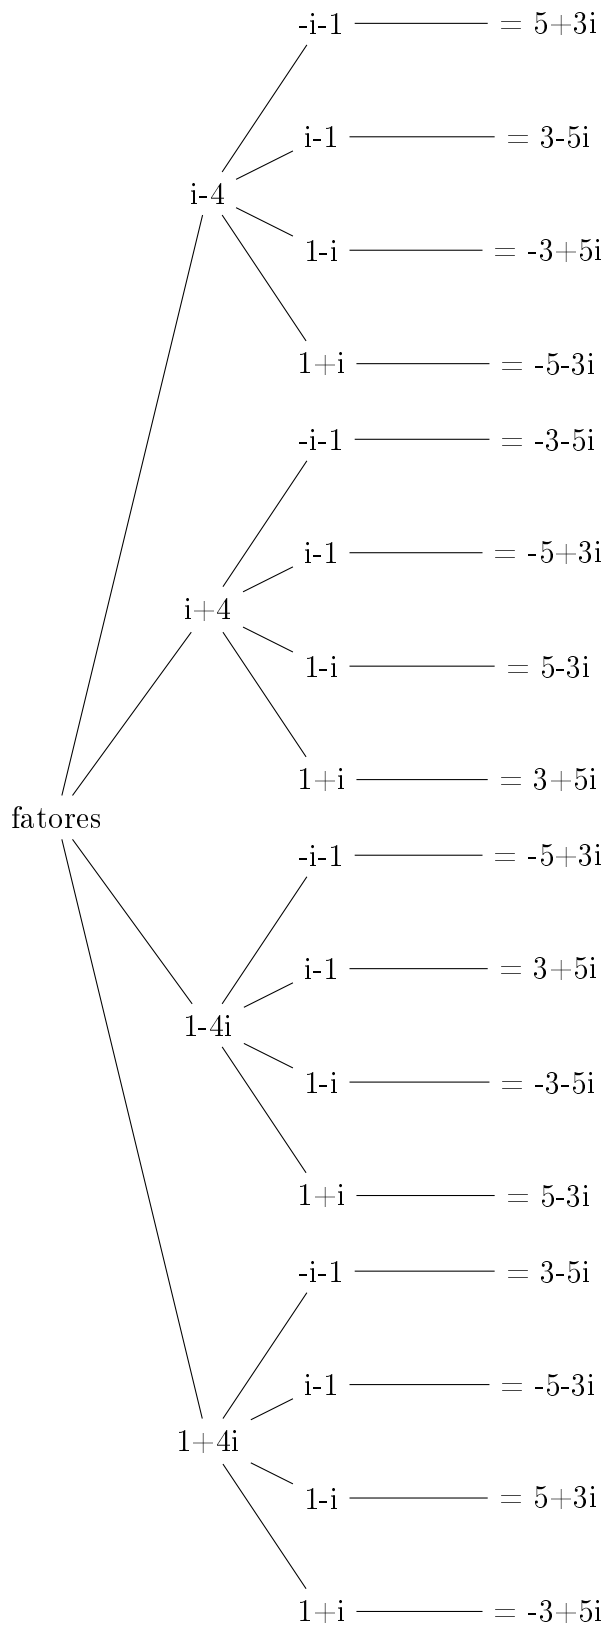 -i-1 = 5+3i
i-1 = 3-5i
i-4
1-i = -3+5i
1+i = -5-3i
-i-1 = -3-5i
i-1 = -5+3i
i+4
1-i = 5-3i
1+i = 3+5i
fatores
-i-1 = -5+3i
i-1 = 3+5i
1-4i
1-i = -3-5i
1+i = 5-3i
-i-1 = 3-5i
i-1 = -5-3i
1+4i
1-i = 5+3i
1+i = -3+5i